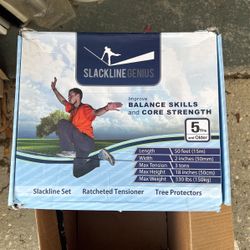 SLACKLINE GENIUS
Improve
BALANCE SKILLS
and CORE STRENGTH
5 Yrs.
and Older
Length 50 feet (15m)
Width 2 inches (50mm)
Max Tension 3 tons
Max Height 18 inches (50cm)
Max Weight 330 lbs (150kg)
Slackline Set Ratcheted Tensioner Tree Protectors